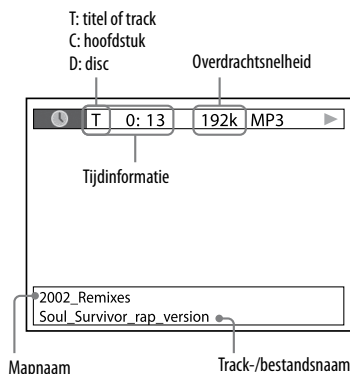 T: titel of track
C: hoofdstuk
D: disc
Overdrachtsnelheid
T 0: 13 192k MP3
Tijdinformatie
2002_Remixes
Soul_Survivor_rap_version
Mapnaam
Track-/bestandsnaam